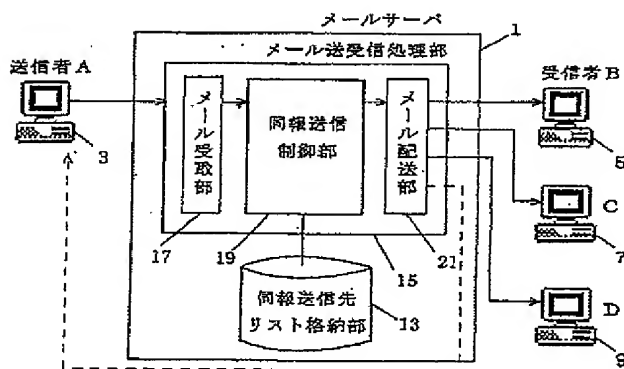 メールサーバ
1
メール送受信処理部
送信者A
3
メール受取部
17
同報送信
制御部
19
メール配送部
21
15
同報送信先
リスト格納部
13
受信者B
5
C
7
D
9